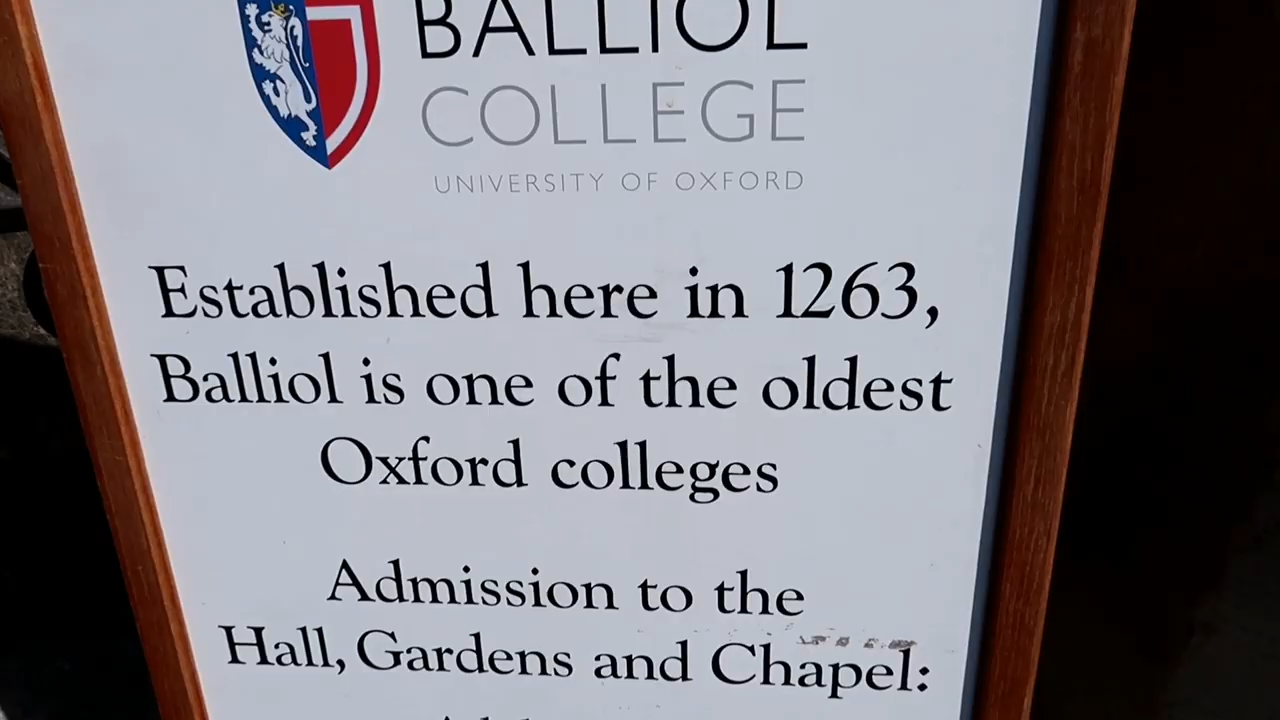 BALLIOL
COLLEGE
UNIVERSITY OF OXFORD
Established here in 1263,
Balliol is one of the oldest
Oxford colleges
Admission to the
Hall, Gardens and Chapel: